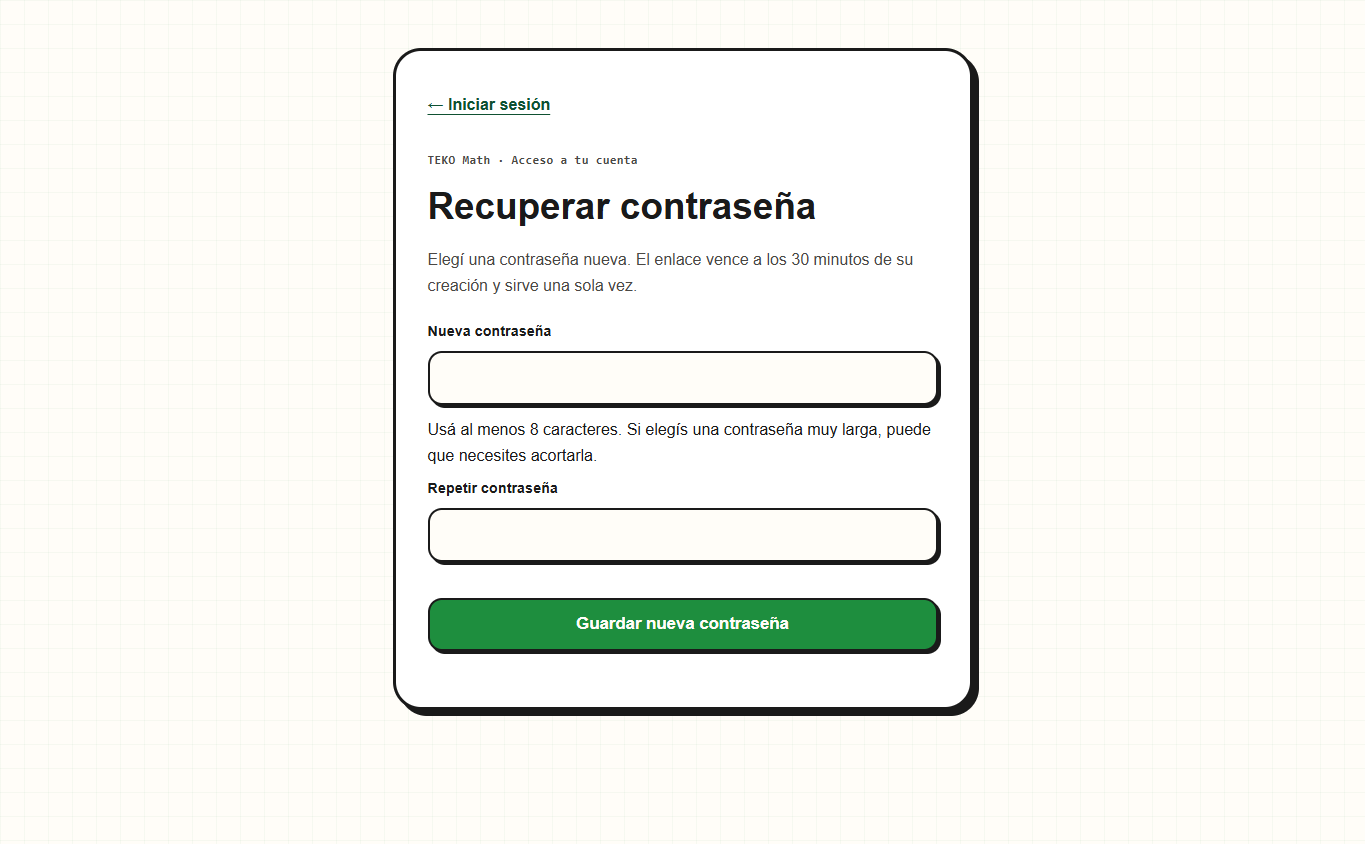 ← Iniciar sesión
TEKO Math · Acceso a tu cuenta
Recuperar contraseña
Elegí una contraseña nueva. El enlace vence a los 30 minutos de su
creación y sirve una sola vez.
Nueva contraseña
Usá al menos 8 caracteres. Si elegís una contraseña muy larga, puede
que necesites acortarla.
Repetir contraseña
Guardar nueva contraseña